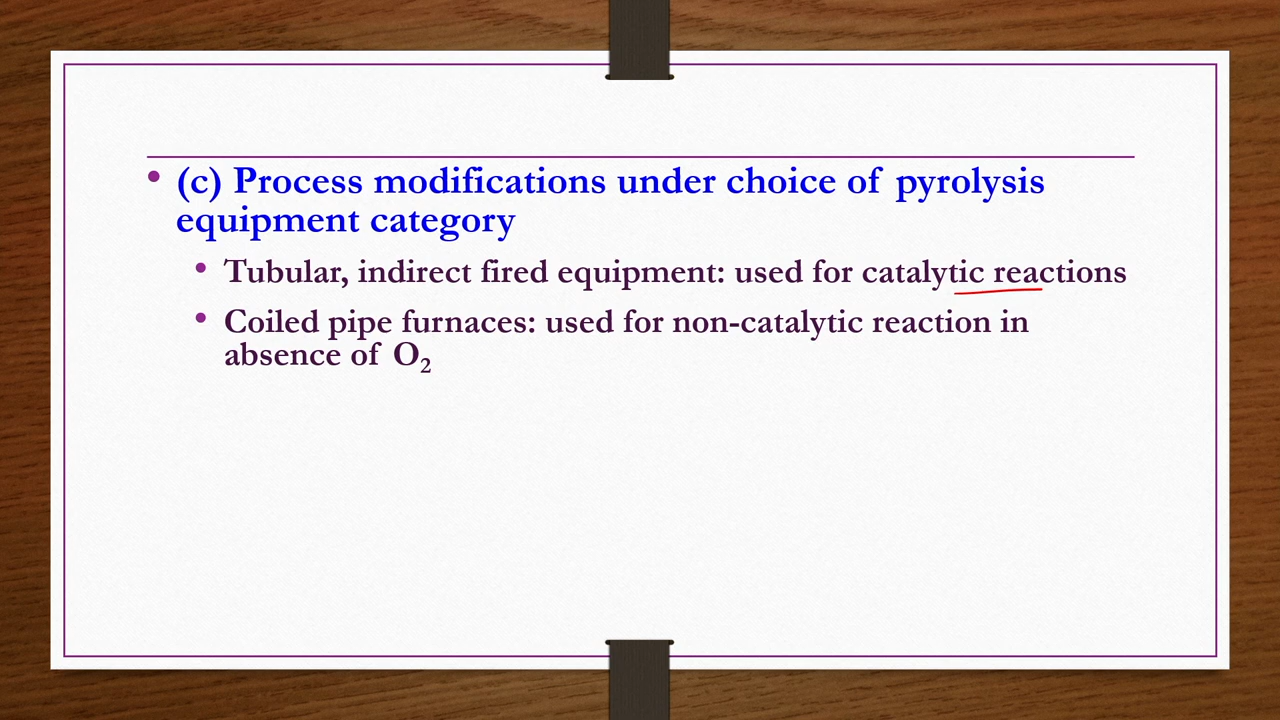 • (c) Process modifications under choice of pyrolysis
equipment category
• Tubular, indirect fired equipment: used for catalytic reactions
• Coiled pipe furnaces: used for non-catalytic reaction in
absence of O₂